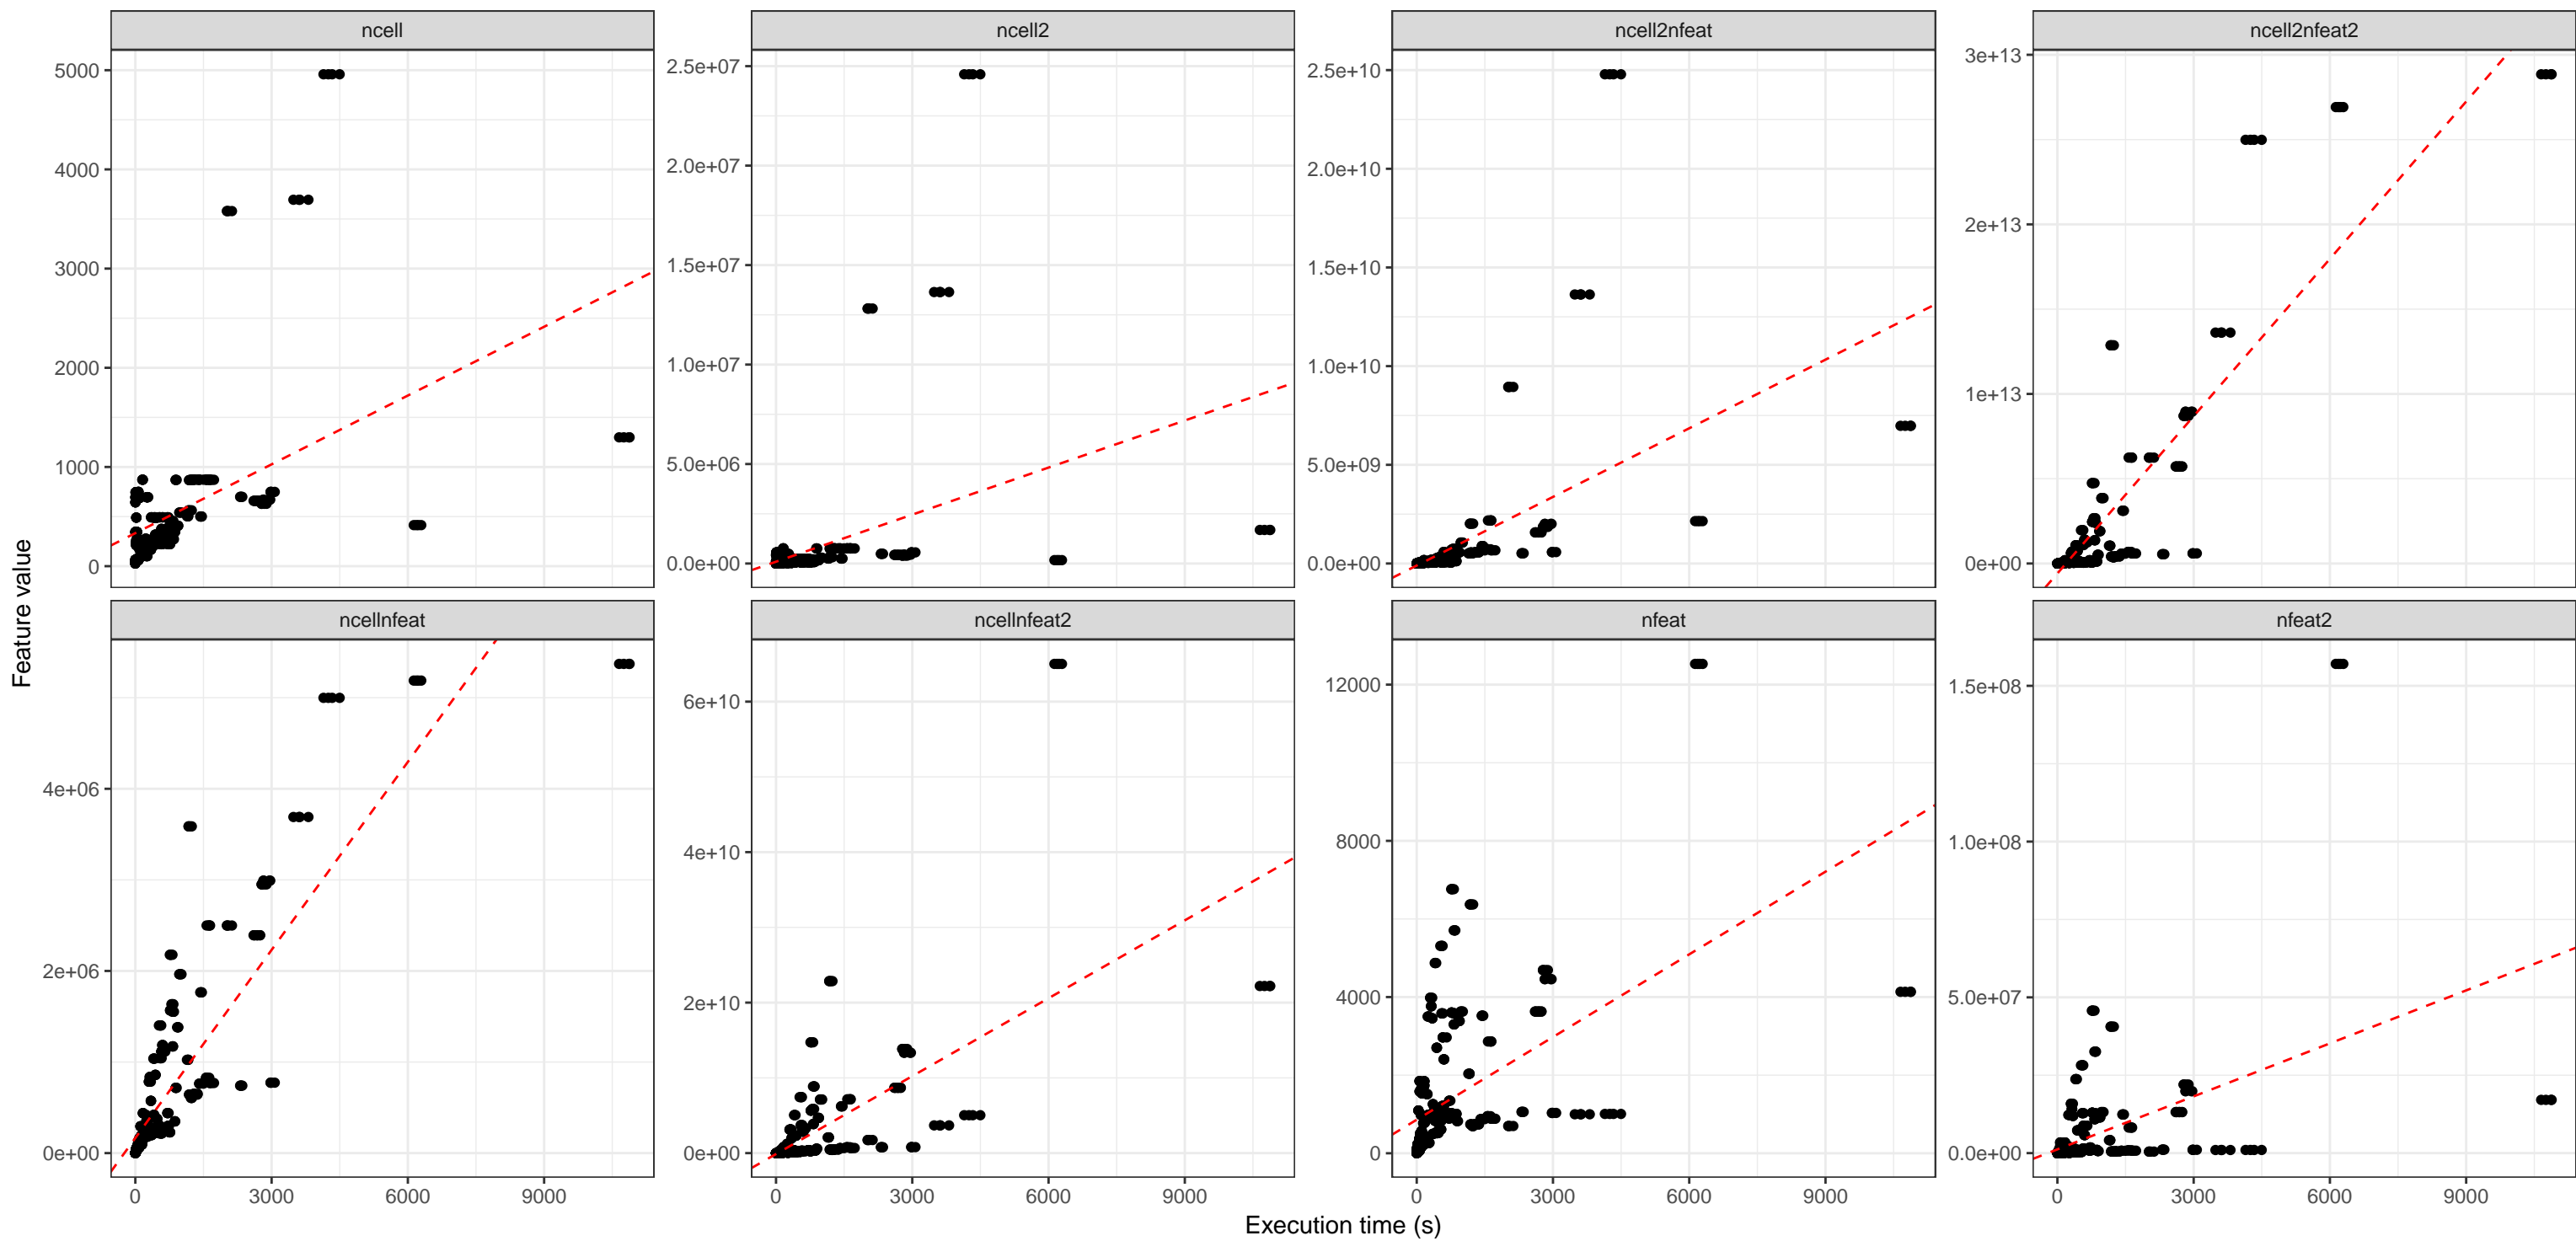 ncell
ncell2
ncell2nfeat
ncell2nfeat2
5000
4000
3000
2000
1000
0
2.5e+07
2.0e+07
1.5e+07
1.0e+07
5.0e+06
0.0e+00
2.5e+10
2.0e+10
1.5e+10
1.0e+10
5.0e+09
0.0e+00
3e+13
2e+13
1e+13
0e+00
Feature value
ncellnfeat
ncellnfeat2
nfeat
nfeat2
4e+06
2e+06
0e+00
6e+10
4e+10
2e+10
0e+00
12000
8000
4000
0
1.5e+08
1.0e+08
5.0e+07
0.0e+00
0 3000 6000 9000
0 3000 6000 9000
0 3000 6000 9000
0 3000 6000 9000
Execution time (s)